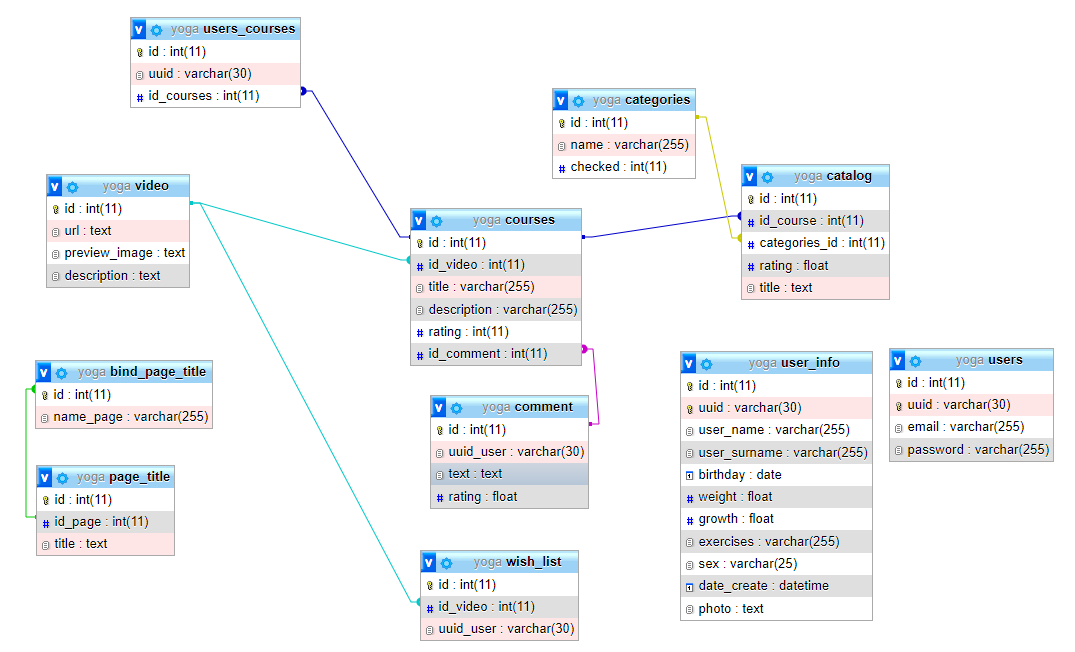 v yoga users_courses
id : int(11)
uuid : varchar(30)
# id_courses : int(11)
v yoga categories
id : int(11)
name : varchar(255)
# checked : int(11)
v yoga video
id : int(11)
url : text
preview_image : text
description : text
v yoga catalog
id : int(11)
# id_course : int(11)
# categories_id : int(11)
# rating : float
title : text
v yoga courses
id : int(11)
# id_video : int(11)
title : varchar(255)
description : varchar(255)
# rating : int(11)
# id_comment : int(11)
v yoga bind_page_title
id : int(11)
name_page : varchar(255)
v yoga page_title
id : int(11)
# id_page : int(11)
title : text
v yoga comment
id : int(11)
uuid_user : varchar(30)
text : text
# rating : float
v yoga wish_list
id : int(11)
# id_video : int(11)
uuid_user : varchar(30)
v yoga user_info
id : int(11)
uuid : varchar(30)
user_name : varchar(255)
user_surname : varchar(255)
birthday : date
# weight : float
# growth : float
exercises : varchar(255)
sex : varchar(25)
date_create : datetime
photo : text
v yoga users
id : int(11)
uuid : varchar(30)
email : varchar(255)
password : varchar(255)